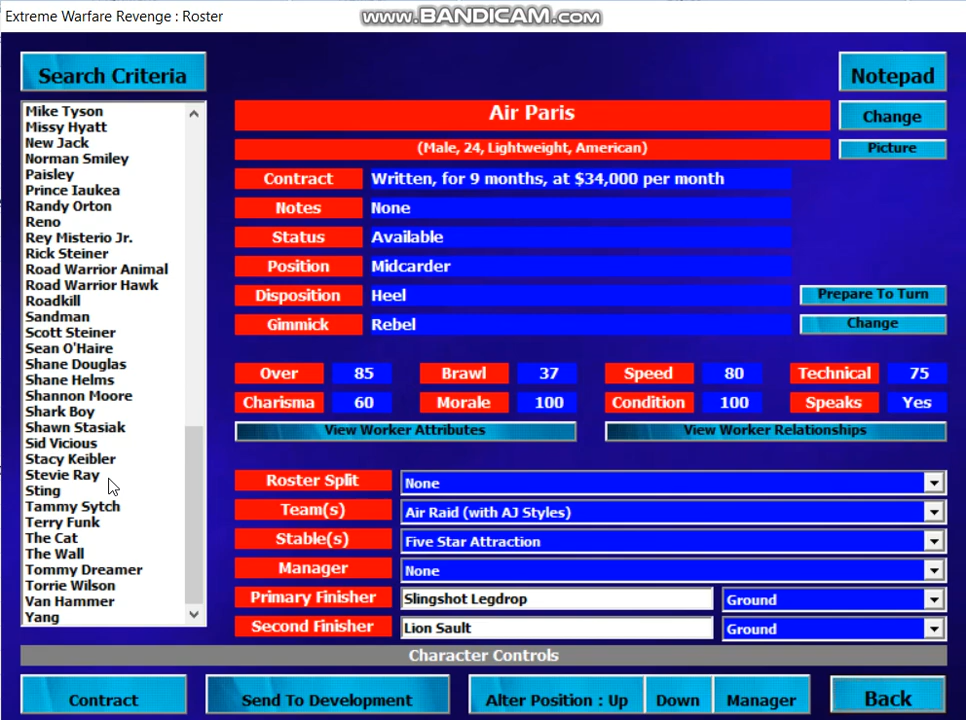 Extreme Warfare Revenge : Roster
www.BANDICAM.com
Search Criteria
Notepad
Mike Tyson
Missy Hyatt
New Jack
Norman Smiley
Paisley
Prince Iaukea
Randy Orton
Reno
Rey Misterio Jr.
Rick Steiner
Road Warrior Animal
Road Warrior Hawk
Roadkill
Sandman
Scott Steiner
Sean O'Haire
Shane Douglas
Shane Helms
Shannon Moore
Shark Boy
Shawn Stasiak
Sid Vicious
Stacy Keibler
Stevie Ray
Sting
Tammy Sytch
Terry Funk
The Cat
The Wall
Tommy Dreamer
Torrie Wilson
Van Hammer
Yang
Air Paris
Change
(Male, 24, Lightweight, American)
Picture
Contract Written, for 9 months, at $34,000 per month
Notes None
Status Available
Position Midcarder
Disposition Heel Prepare To Turn
Gimmick Rebel Change
Over 85 Brawl 37 Speed 80 Technical 75
Charisma 60 Morale 100 Condition 100 Speaks Yes
View Worker Attributes View Worker Relationships
Roster Split None
Team(s) Air Raid (with AJ Styles)
Stable(s) Five Star Attraction
Manager None
Primary Finisher Slingshot Legdrop Ground
Second Finisher Lion Sault Ground
Character Controls
Contract Send To Development Alter Position : Up Down Manager Back